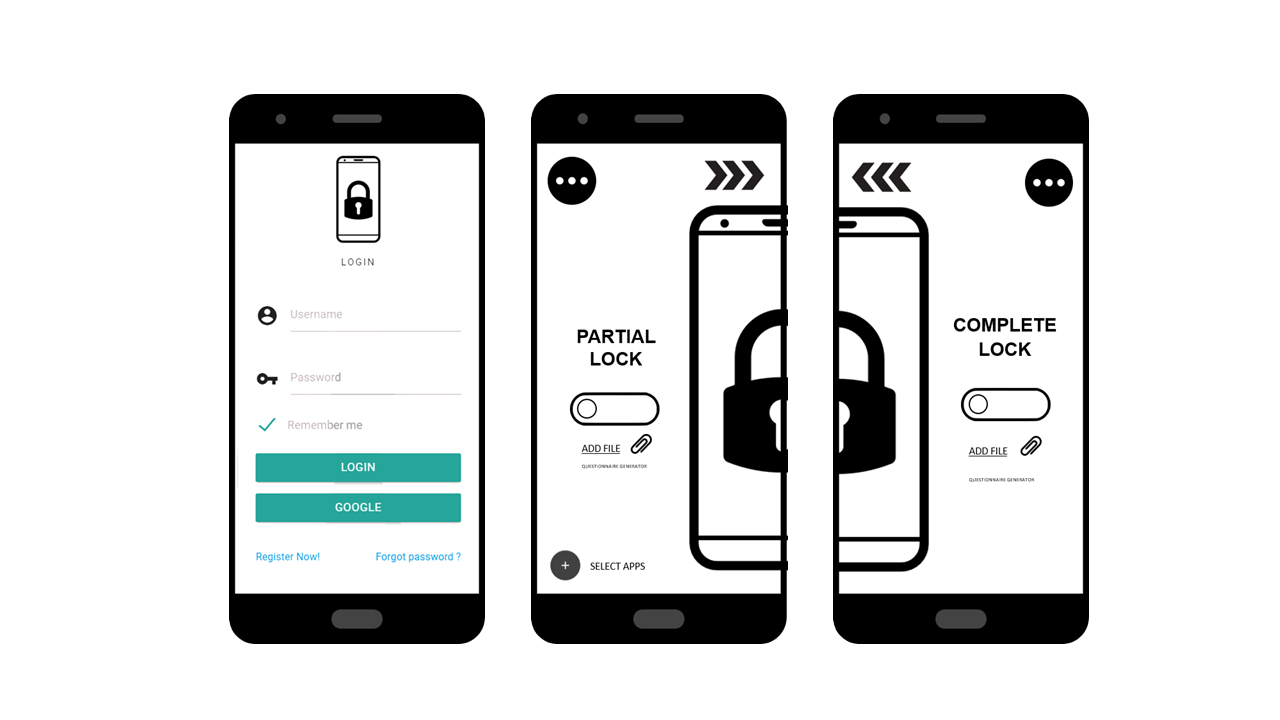 LOGIN
Username
Password
Remember me
LOGIN
GOOGLE
Register Now!
Forgot password ?
PARTIAL
LOCK
ADD FILE
QUESTIONNAIRE GENERATOR
SELECT APPS
COMPLETE
LOCK
ADD FILE
QUESTIONNAIRE GENERATOR